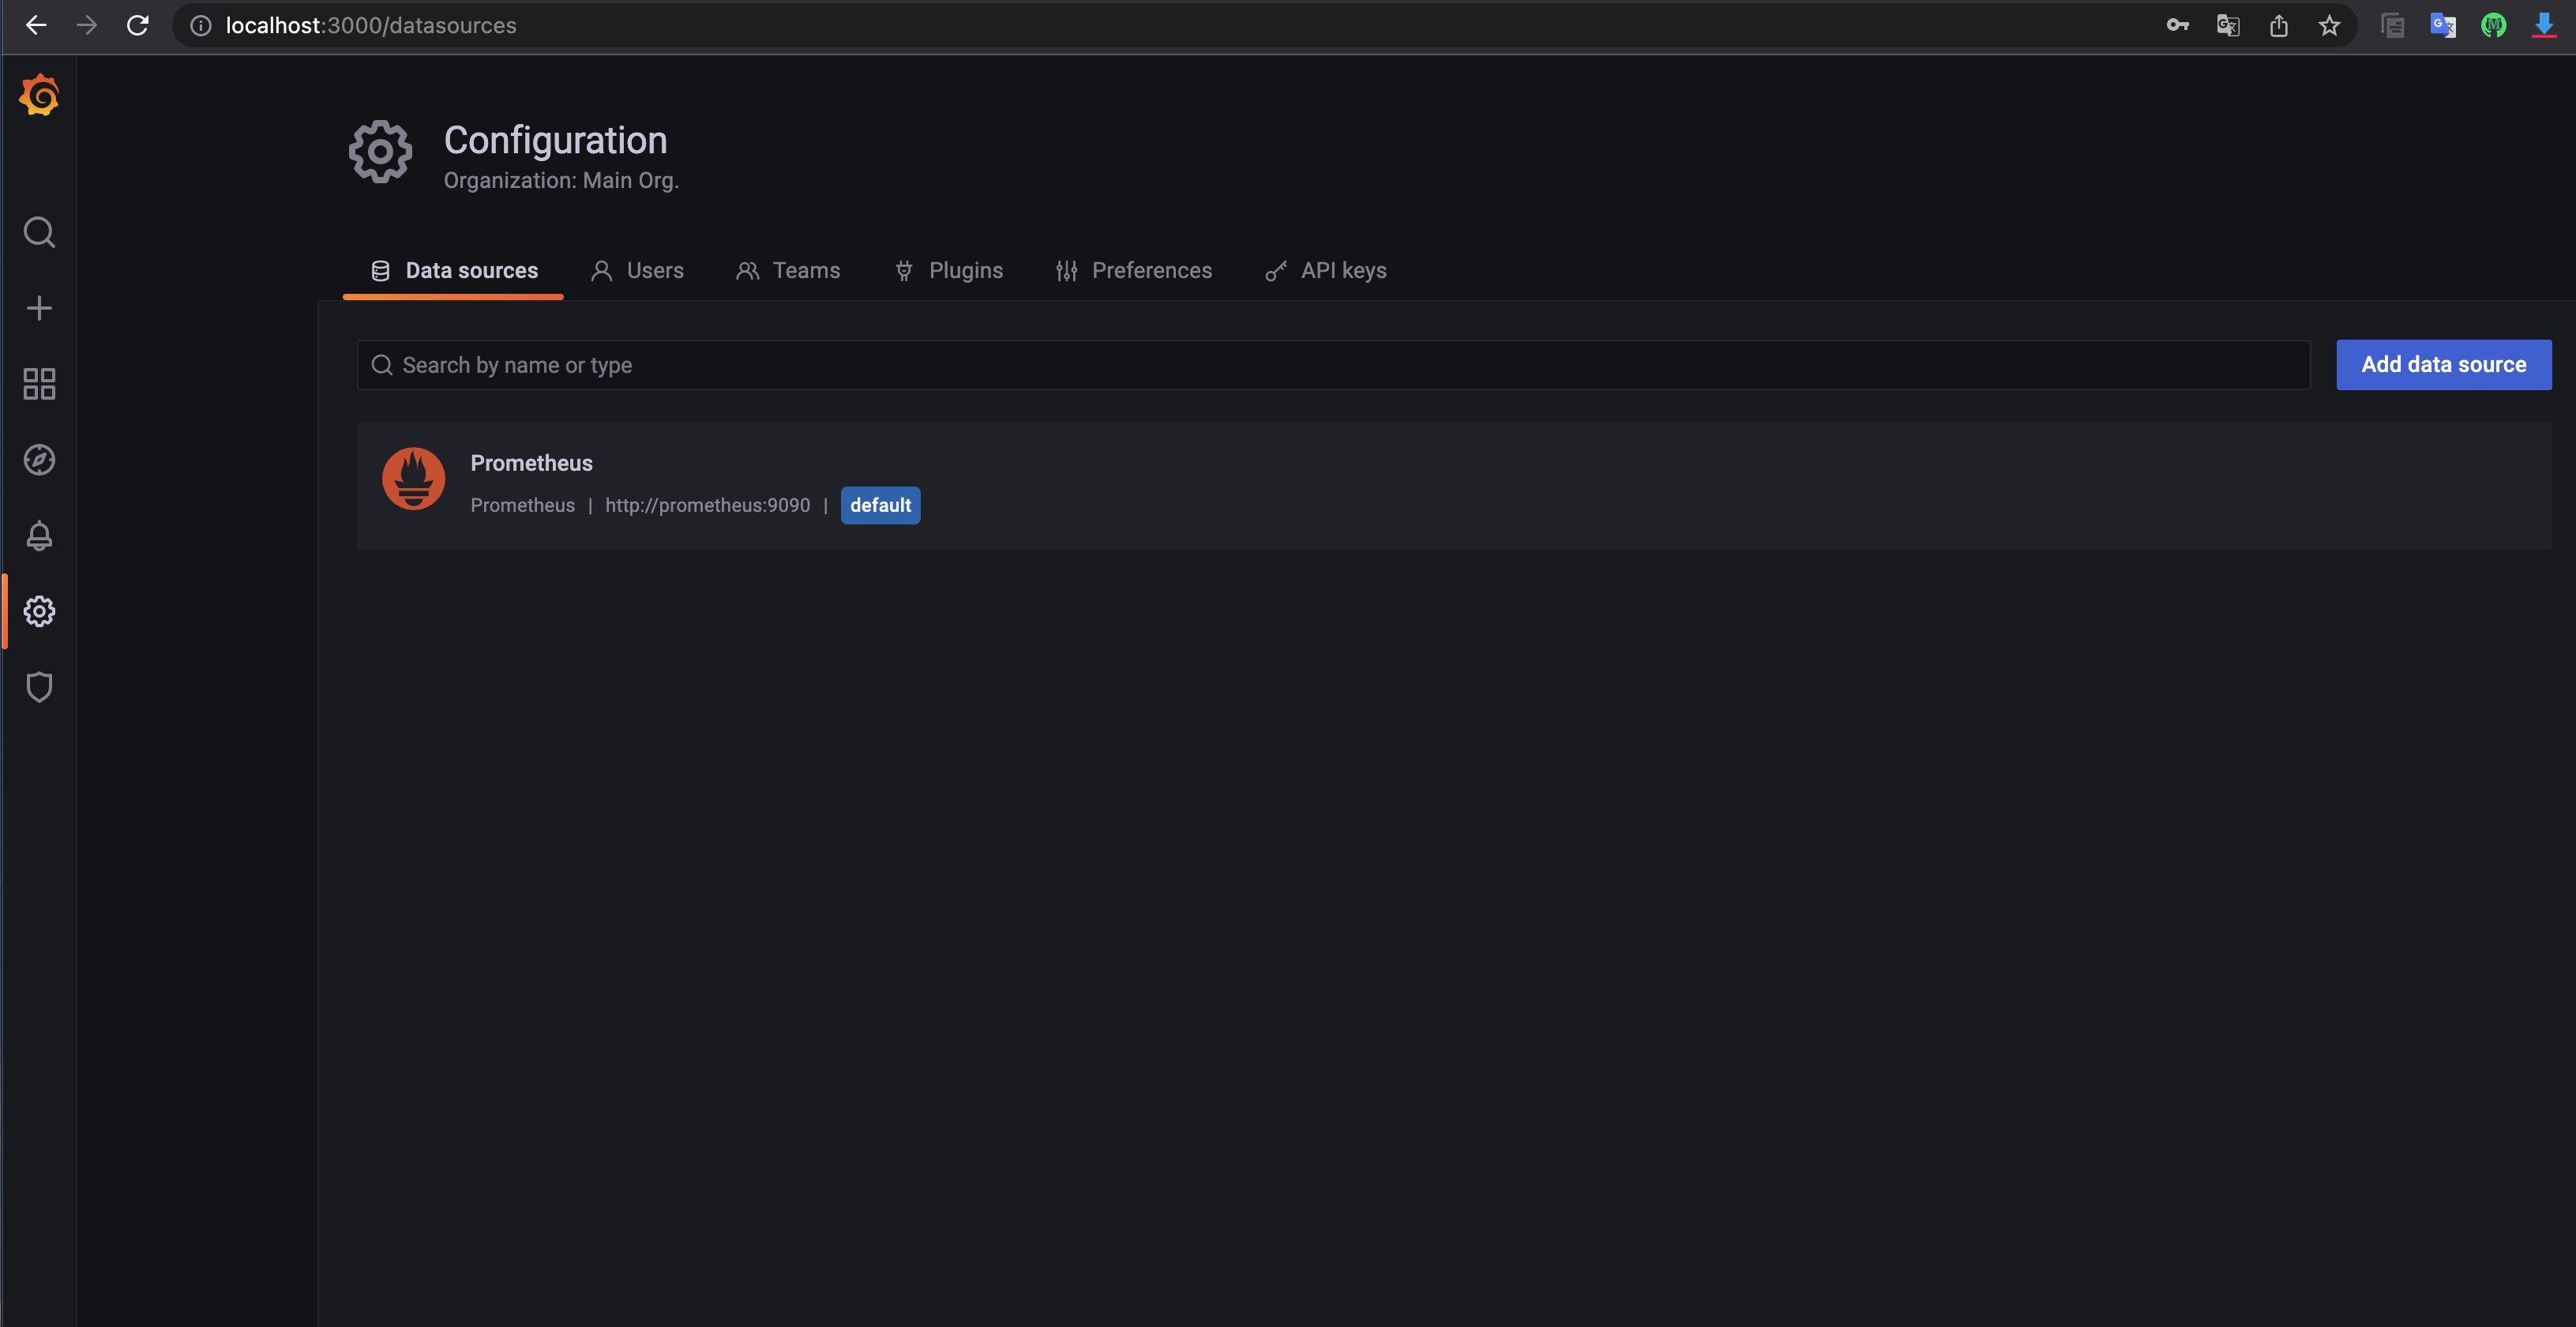 localhost:3000/datasources
Configuration
Organization: Main Org.
Data sources Users Teams Plugins Preferences API keys
Search by name or type Add data source
Prometheus
Prometheus | http://prometheus:9090 | default